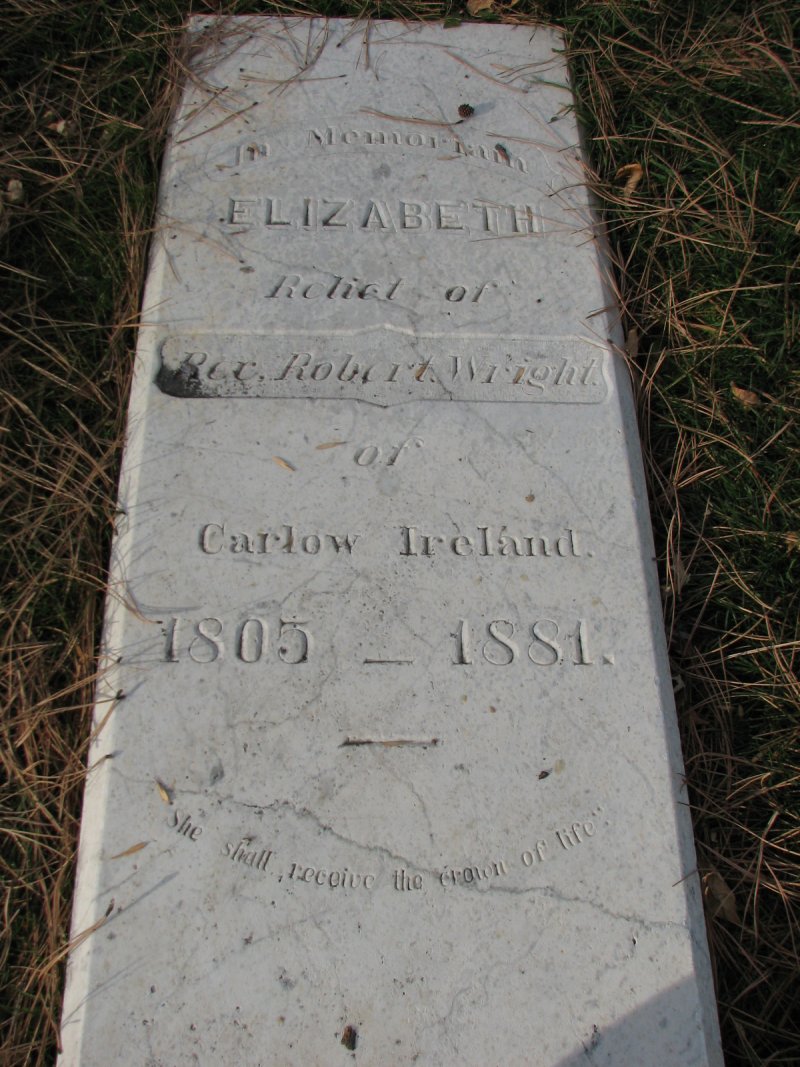 In Memoriam
ELIZABETH
Relict of
Rev. Robert Wright.
of
Carlow Ireland.
1805 — 1881.
"She shall receive the crown of life".